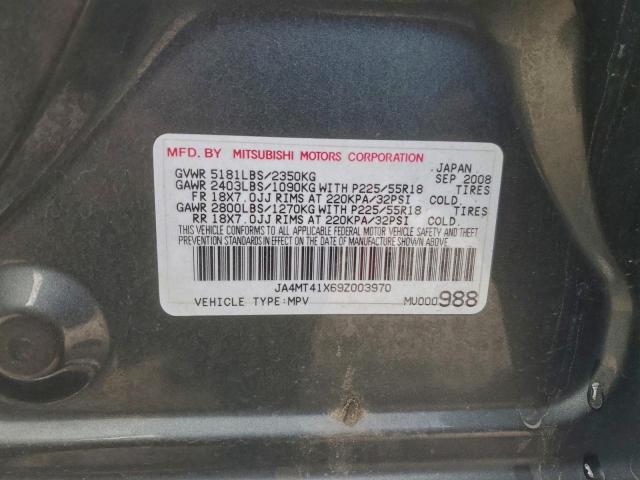 MFD. BY MITSUBISHI MOTORS CORPORATION JAPAN
GVWR 5181LBS/2350KG SEP 2008
GAWR 2403LBS/1090KG WITH P225/55R18 TIRES
FR 18X7.0JJ RIMS AT 220KPA/32PSI COLD.
GAWR 2800LBS/1270KG WITH P225/55R18 TIRES
RR 18X7.0JJ RIMS AT 220KPA/32PSI COLD
THIS VEHICLE CONFORMS TO ALL APPLICABLE FEDERAL MOTOR VEHICLE SAFETY AND THEFT
PREVENTION STANDARDS IN EFFECT ON THE DATE OF MANUFACTURE SHOWN ABOVE.
JA4MT41X69Z003970
VEHICLE TYPE:MPV MU000988